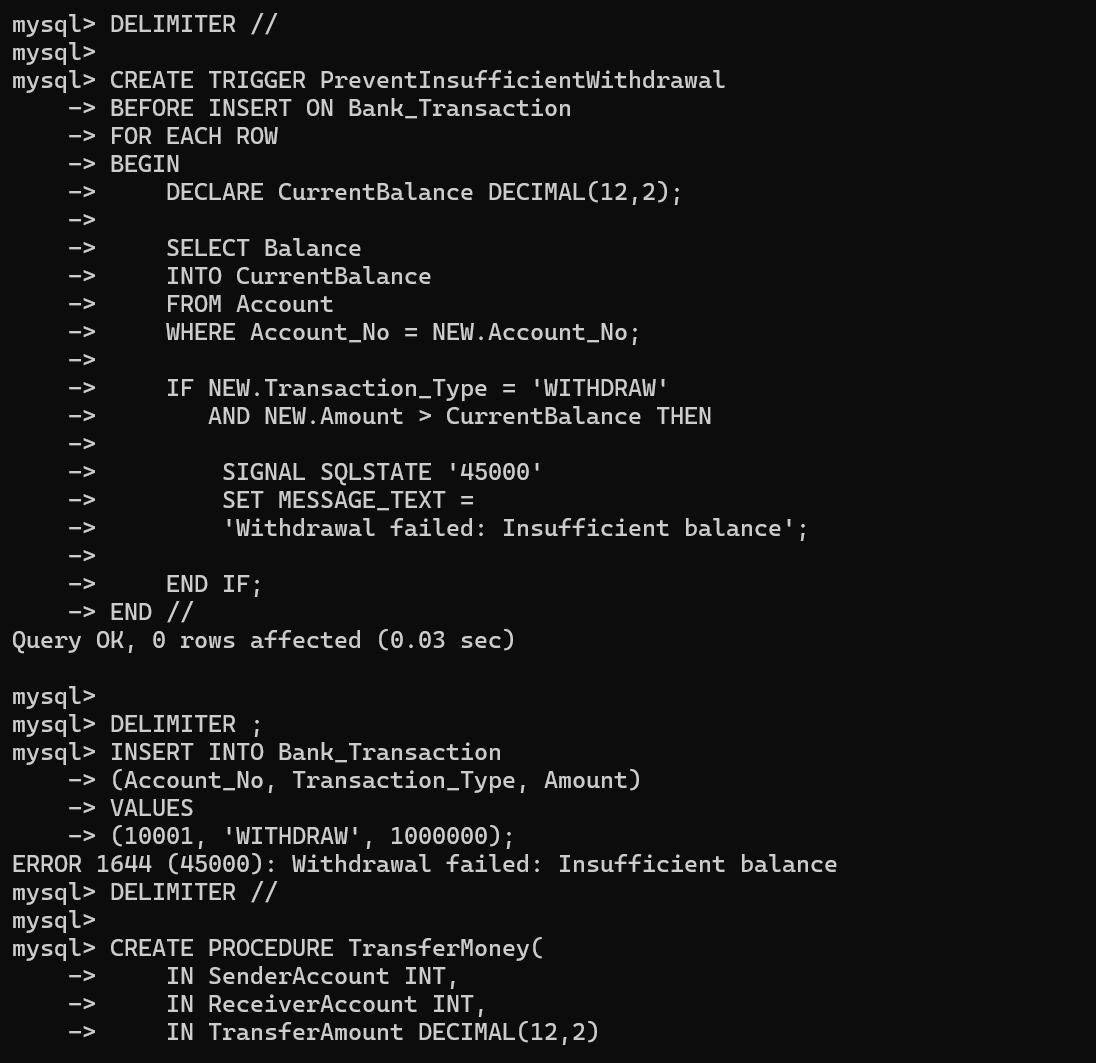 mysql> DELIMITER //
mysql>
mysql> CREATE TRIGGER PreventInsufficientWithdrawal
    -> BEFORE INSERT ON Bank_Transaction
    -> FOR EACH ROW
    -> BEGIN
    ->     DECLARE CurrentBalance DECIMAL(12,2);
    ->
    ->     SELECT Balance
    ->     INTO CurrentBalance
    ->     FROM Account
    ->     WHERE Account_No = NEW.Account_No;
    ->
    ->     IF NEW.Transaction_Type = 'WITHDRAW'
    ->        AND NEW.Amount > CurrentBalance THEN
    ->
    ->         SIGNAL SQLSTATE '45000'
    ->         SET MESSAGE_TEXT =
    ->         'Withdrawal failed: Insufficient balance';
    ->
    ->     END IF;
    -> END //
Query OK, 0 rows affected (0.03 sec)

mysql>
mysql> DELIMITER ;
mysql> INSERT INTO Bank_Transaction
    -> (Account_No, Transaction_Type, Amount)
    -> VALUES
    -> (10001, 'WITHDRAW', 1000000);
ERROR 1644 (45000): Withdrawal failed: Insufficient balance
mysql> DELIMITER //
mysql>
mysql> CREATE PROCEDURE TransferMoney(
    ->     IN SenderAccount INT,
    ->     IN ReceiverAccount INT,
    ->     IN TransferAmount DECIMAL(12,2)